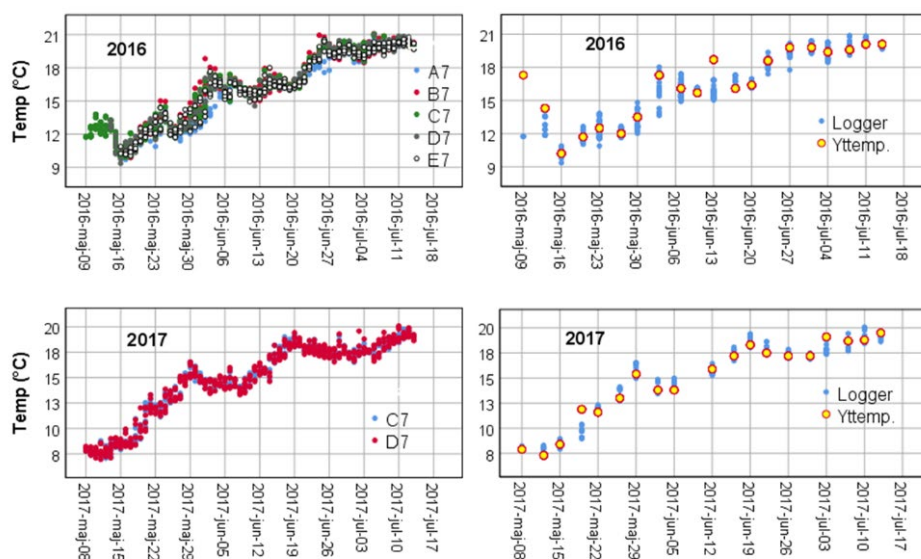 2016
Temp (°C)
21
18
15
12
9
A7
B7
C7
D7
E7
2016-maj-09
2016-maj-16
2016-maj-23
2016-maj-30
2016-jun-06
2016-jun-13
2016-jun-20
2016-jun-27
2016-jul-04
2016-jul-11
2016-jul-18
2016
21
18
15
12
9
Logger
Yttemp.
2016-maj-09
2016-maj-16
2016-maj-23
2016-maj-30
2016-jun-06
2016-jun-13
2016-jun-20
2016-jun-27
2016-jul-04
2016-jul-11
2016-jul-18
2017
Temp (°C)
20
18
15
13
10
8
C7
D7
2017-maj-08
2017-maj-15
2017-maj-22
2017-maj-29
2017-jun-05
2017-jun-12
2017-jun-19
2017-jun-26
2017-jul-03
2017-jul-10
2017-jul-17
2017
20
18
15
13
10
8
Logger
Yttemp.
2017-maj-08
2017-maj-15
2017-maj-22
2017-maj-29
2017-jun-05
2017-jun-12
2017-jun-19
2017-jun-26
2017-jul-03
2017-jul-10
2017-jul-17